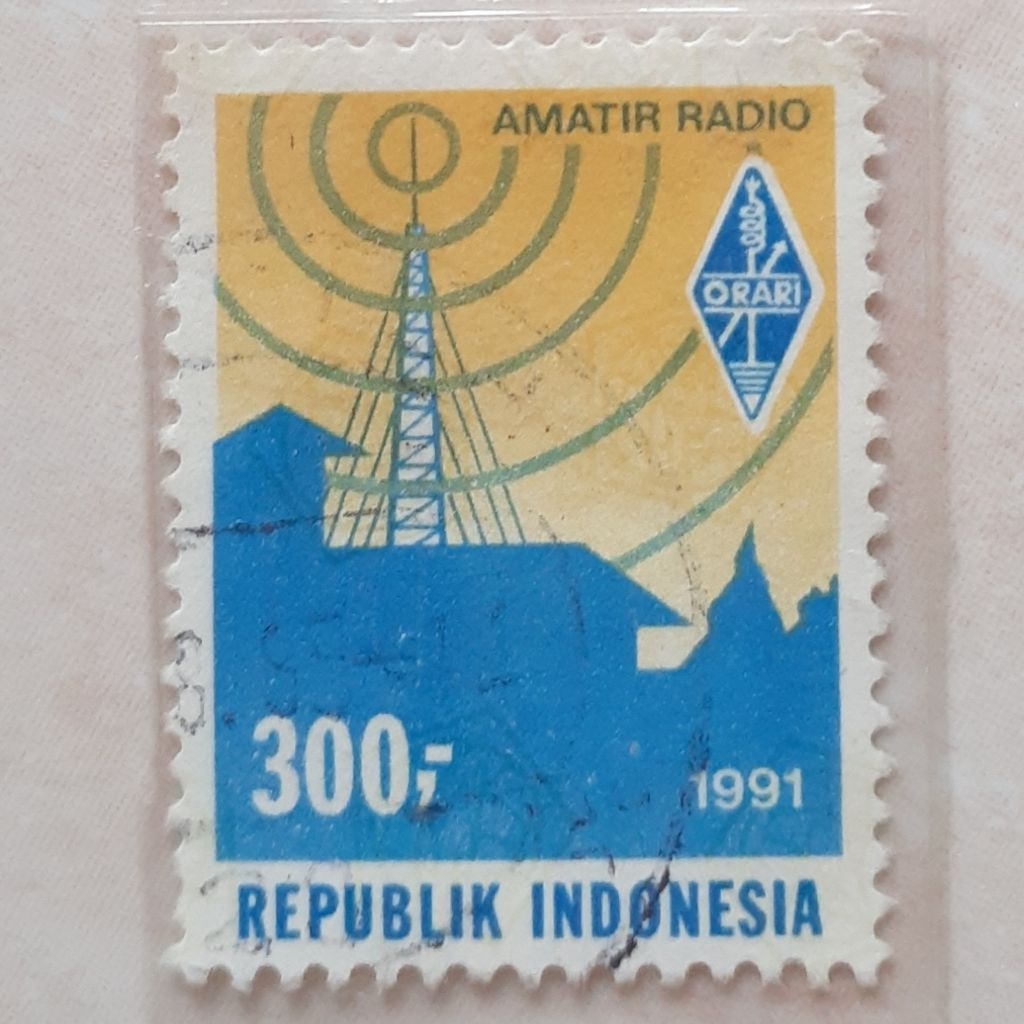 AMATIR RADIO
ORARI
300,-
1991
REPUBLIK INDONESIA